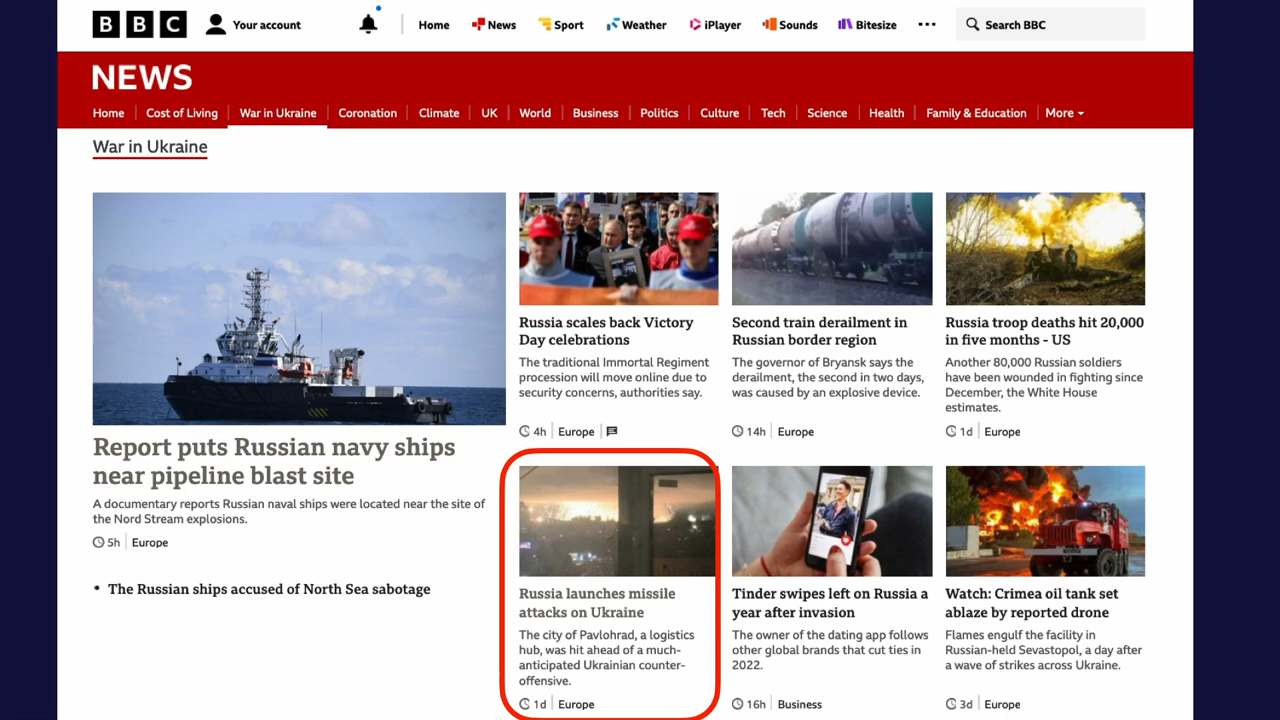 BBC
Your account
Home
News
Sport
Weather
iPlayer
Sounds
Bitesize
Search BBC
NEWS
Home
Cost of Living
War in Ukraine
Coronation
Climate
UK
World
Business
Politics
Culture
Tech
Science
Health
Family & Education
More
War in Ukraine
Report puts Russian navy ships
near pipeline blast site
A documentary reports Russian naval ships were located near the site of
the Nord Stream explosions.
5h
Europe
• The Russian ships accused of North Sea sabotage
Russia scales back Victory
Day celebrations
The traditional Immortal Regiment
procession will move online due to
security concerns, authorities say.
4h
Europe
Second train derailment in
Russian border region
The governor of Bryansk says the
derailment, the second in two days,
was caused by an explosive device.
14h
Europe
Russia troop deaths hit 20,000
in five months - US
Another 80,000 Russian soldiers
have been wounded in fighting since
December, the White House
estimates.
1d
Europe
Russia launches missile
attacks on Ukraine
The city of Pavlohrad, a logistics
hub, was hit ahead of a much-
anticipated Ukrainian counter-
offensive.
1d
Europe
Tinder swipes left on Russia a
year after invasion
The owner of the dating app follows
other global brands that cut ties in
2022.
16h
Business
Watch: Crimea oil tank set
ablaze by reported drone
Flames engulf the facility in
Russian-held Sevastopol, a day after
a wave of strikes across Ukraine.
3d
Europe